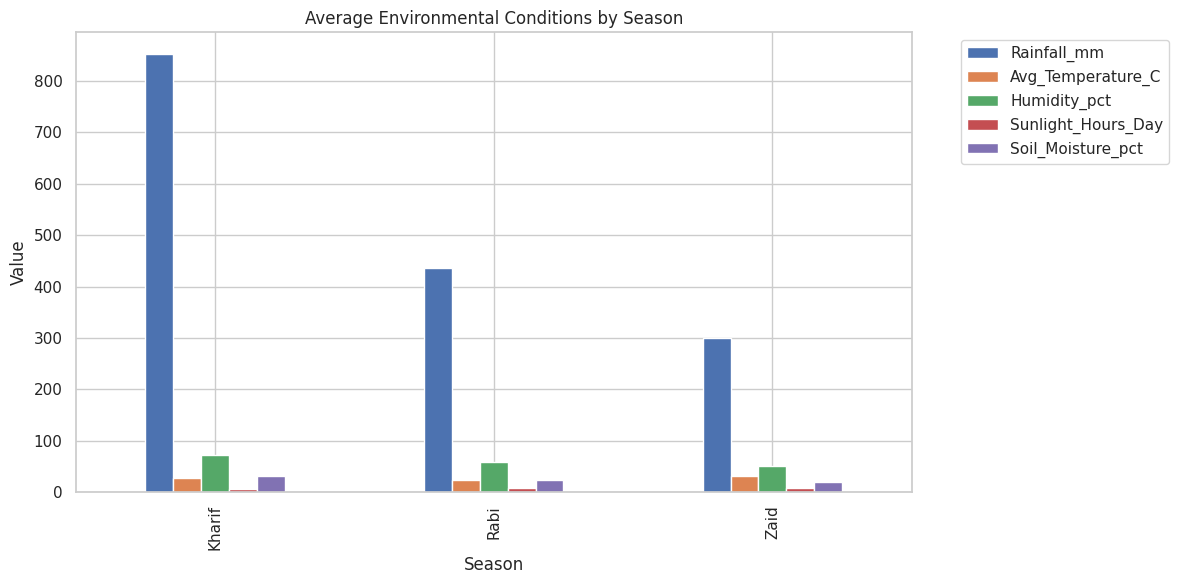 Average Environmental Conditions by Season
Rainfall_mm
Avg_Temperature_C
Humidity_pct
Sunlight_Hours_Day
Soil_Moisture_pct
Value
800
700
600
500
400
300
200
100
0
Kharif
Rabi
Zaid
Season